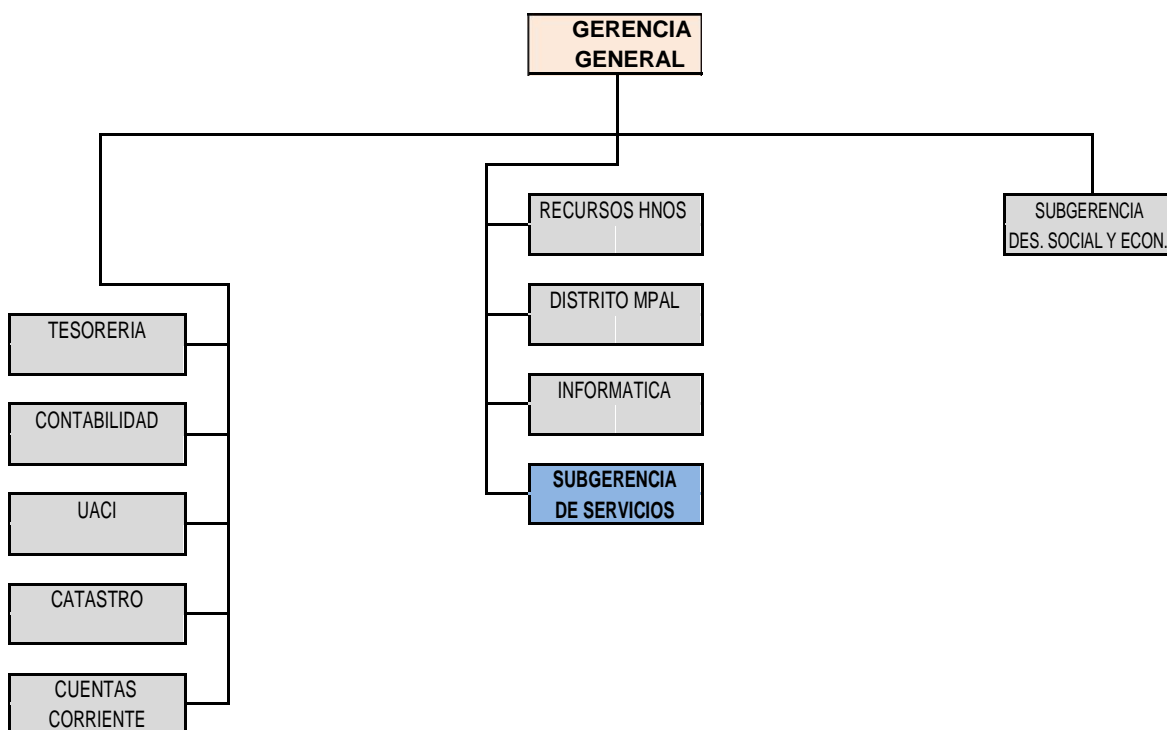 GERENCIA
GENERAL
RECURSOS HNOS
SUBGERENCIA
DES. SOCIAL Y ECON.
DISTRITO MPAL
TESORERIA
INFORMATICA
CONTABILIDAD
SUBGERENCIA
DE SERVICIOS
UACI
CATASTRO
CUENTAS
CORRIENTE